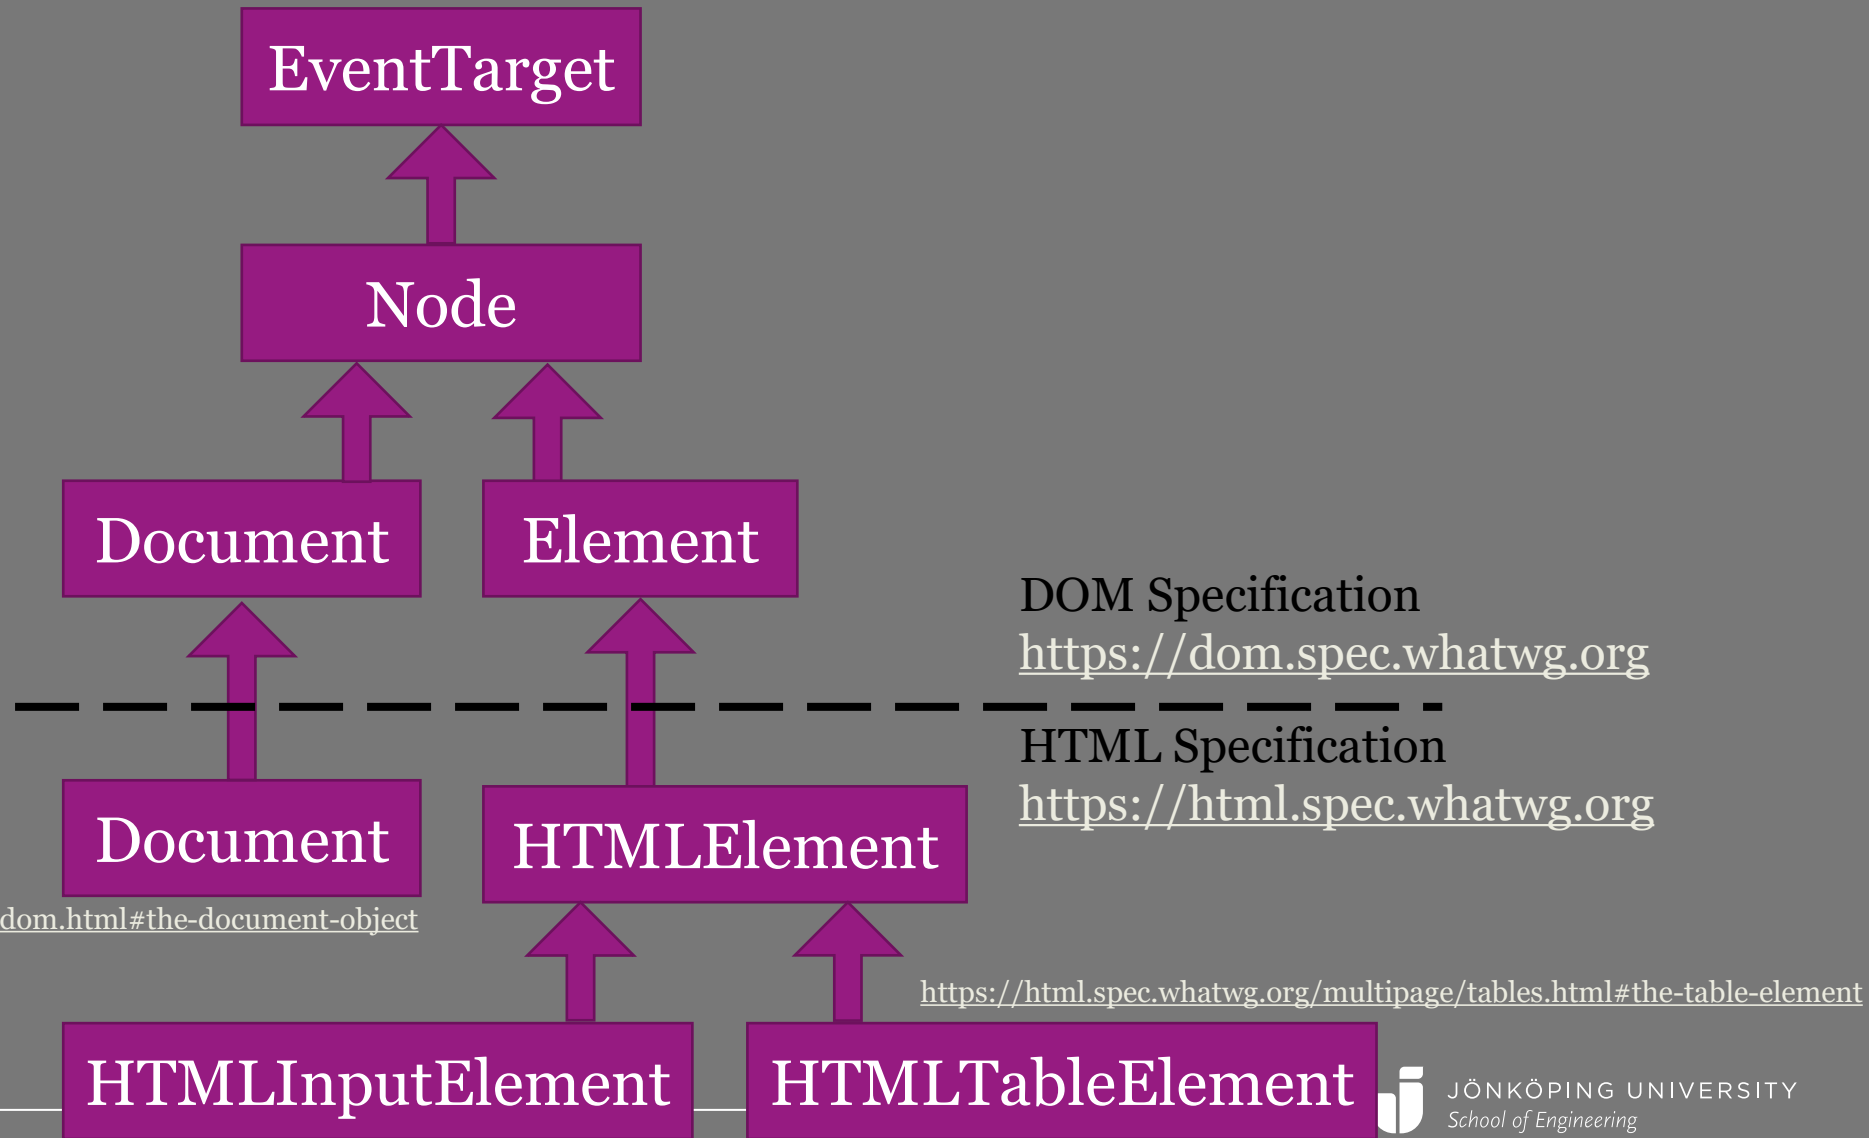 EventTarget
Node
Document
Element
DOM Specification
https://dom.spec.whatwg.org
HTML Specification
https://html.spec.whatwg.org
Document
HTMLElement
dom.html#the-document-object
https://html.spec.whatwg.org/multipage/tables.html#the-table-element
HTMLInputElement
HTMLTableElement
JÖNKÖPING UNIVERSITY
School of Engineering